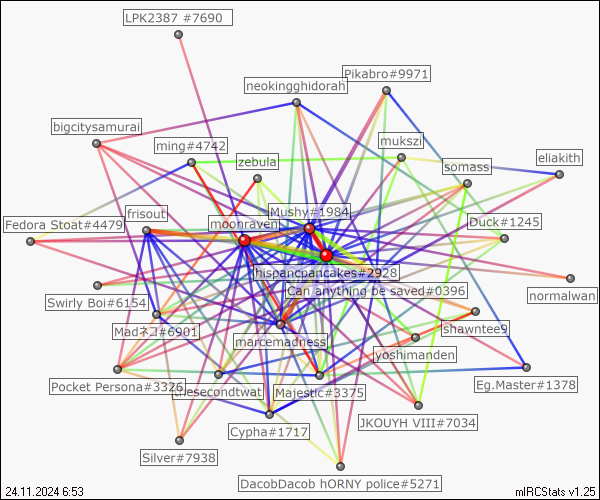 LPK2387 #7690
Pikabro#9971
neokingghidorah
bigcitysamurai
mukszi
ming#4742
eliakith
zebula
somass
Mushy#1984
frisout
Duck#1245
Fedora Stoat#4479
moonraven
hispancpancakes#2928
Can anything be saved#0396
normalwan
Swirly Boi#6154
shawntee9
Madネコ#6901
marcemadness
yoshimanden
Eg.Master#1378
Pocket Persona#3326
thesecondtwat
Majestic#3375
JKOUYH VIII#7034
Cypha#1717
Silver#7938
DacobDacob hORNY police#5271
24.11.2024 6:53
mIRCStats v1.25